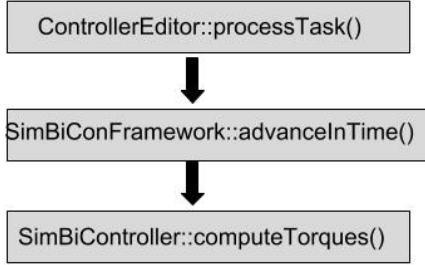 ControllerEditor::processTask()
SimBiConFramework::advanceInTime()
SimBiController::computeTorques()